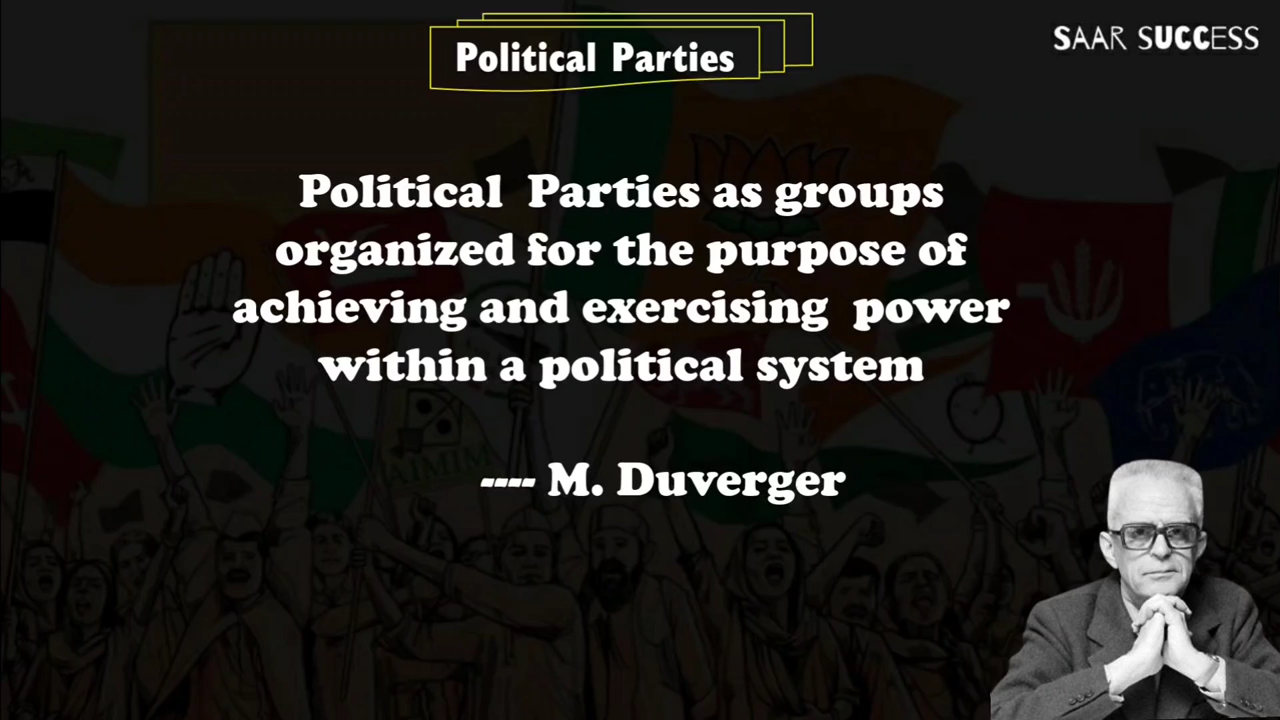 Political Parties
SAAR SUCCESS
Political Parties as groups
organized for the purpose of
achieving and exercising power
within a political system
---- M. Duverger
AIMIM